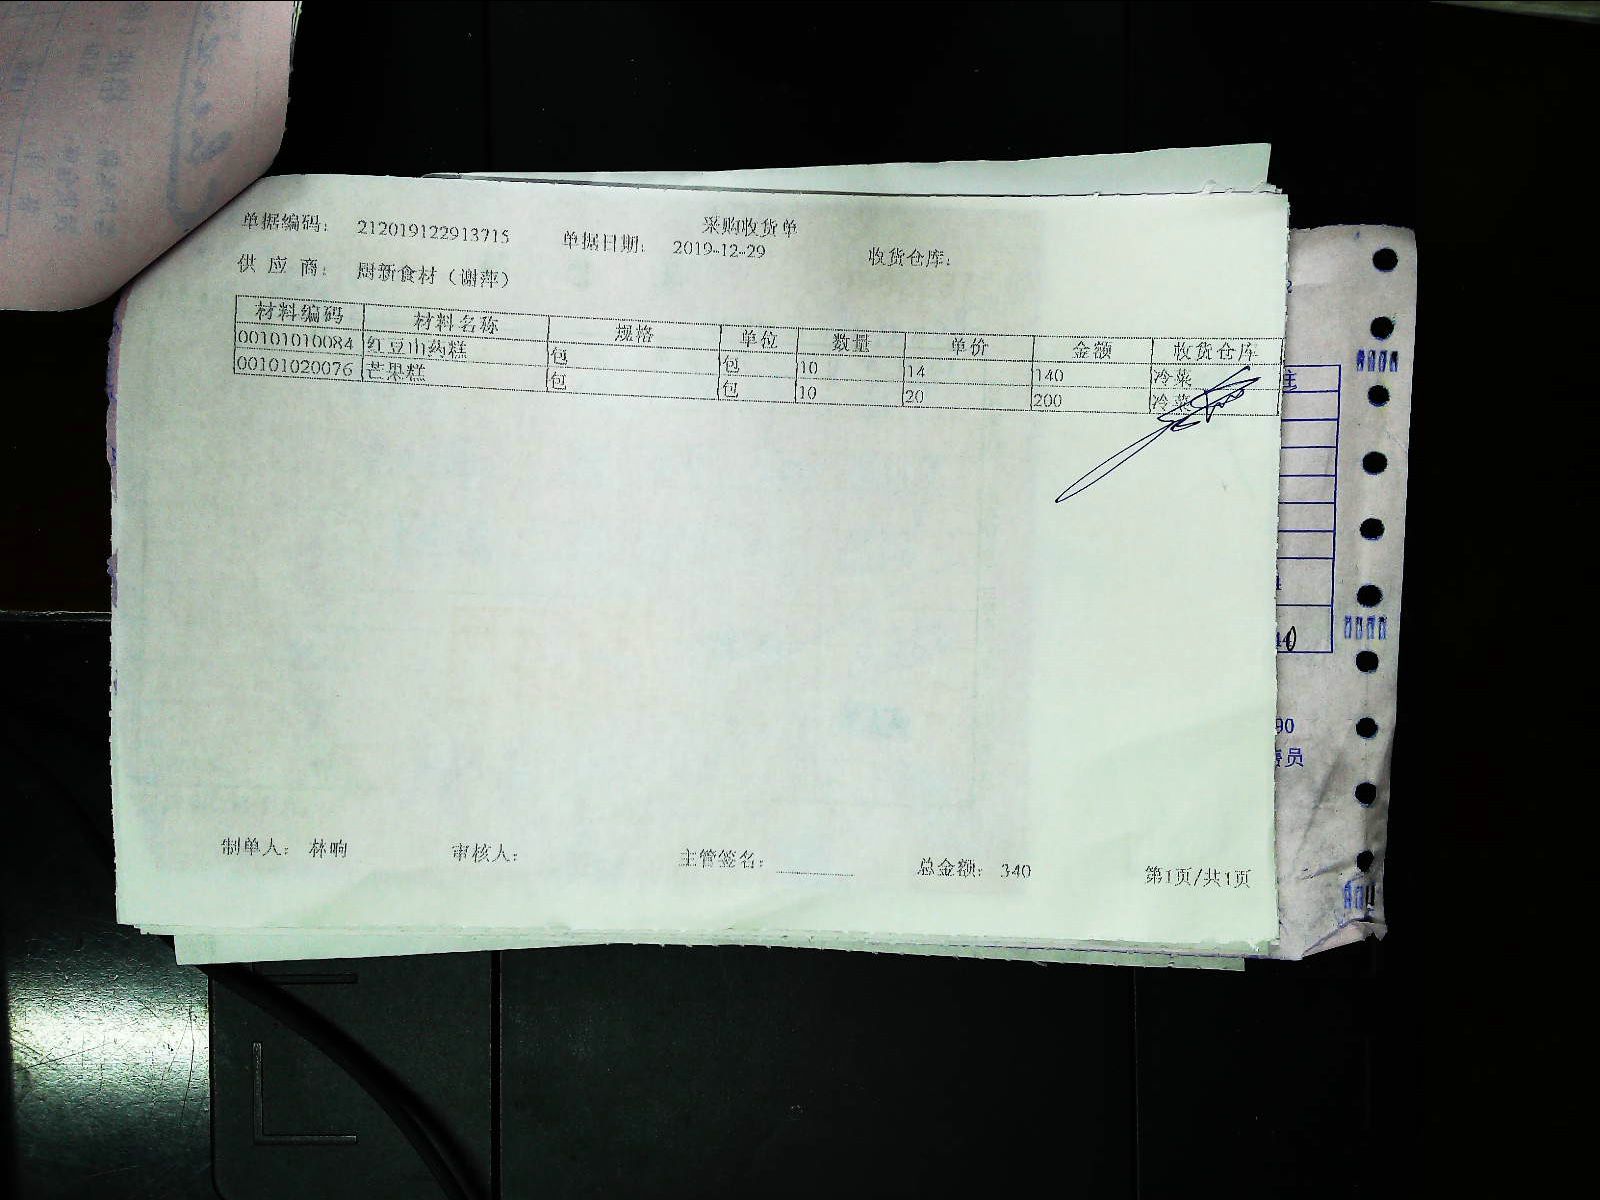 采购收货单
单据编码： 212019122913715 单据日期： 2019-12-29 收货仓库：
供 应 商： 厨新食材（谢萍）
材料编码 材料名称 规格 单位 数量 单价 金额 收货仓库
00101010084 红豆山药糕 包 包 10 14 140 冷菜
00101020076 芒果糕 包 包 10 20 200 冷菜
制单人： 林响 审核人： 主管签名： 总金额： 340 第1页/共1页
90
员